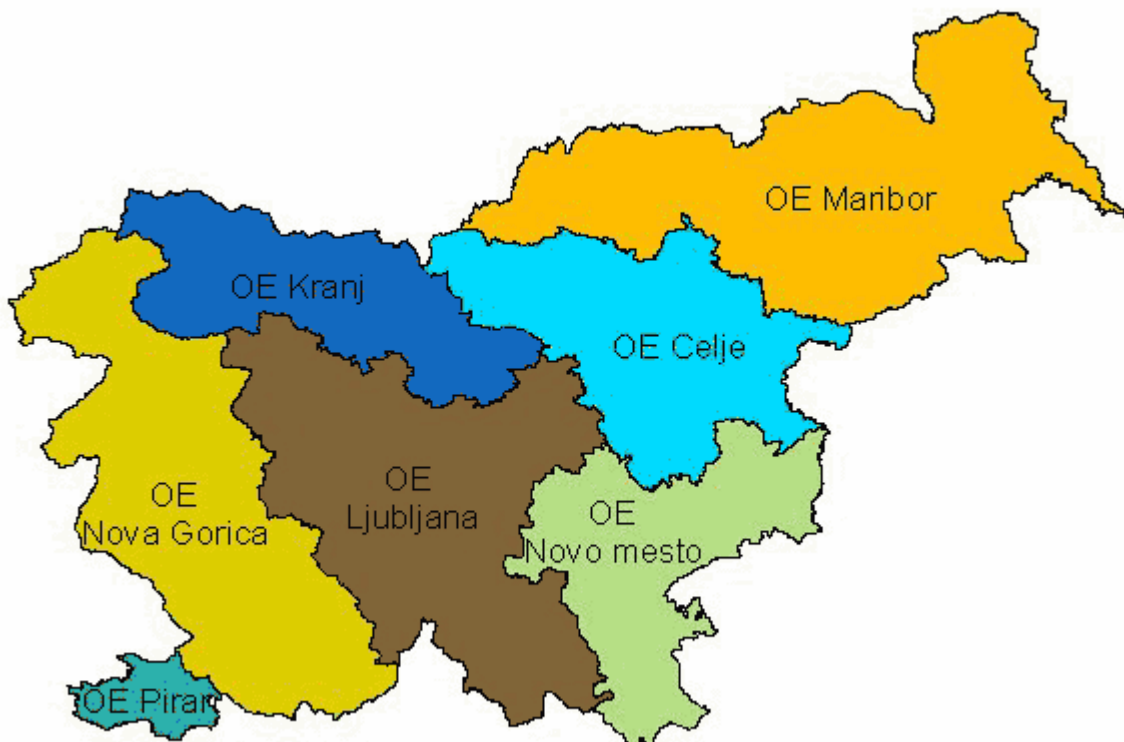 OE Maribor
OE Kranj
OE Celje
OE
Ljubljana
OE
Nova Gorica
OE
Novo mesto
OE Piran